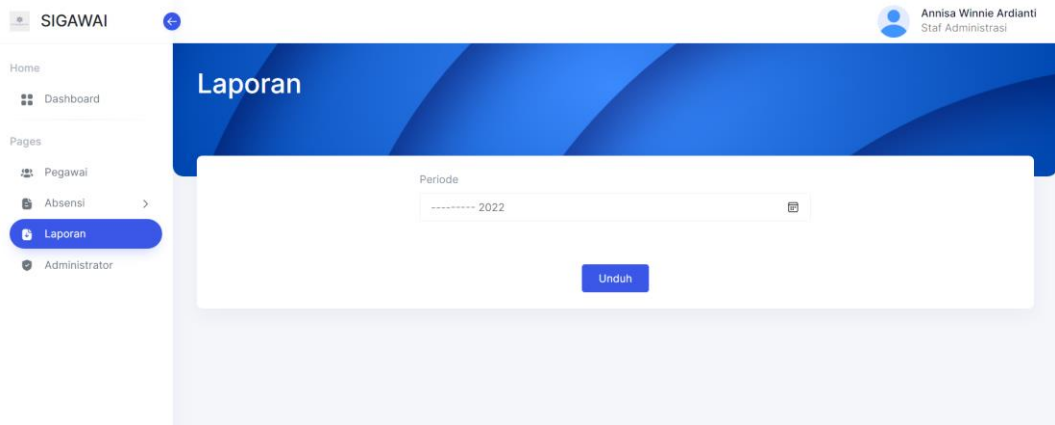 SIGAWAI
Annisa Winnie Ardianti
Staf Administrasi
Home
Dashboard
Pages
Pegawai
Absensi
Laporan
Administrator
Laporan
Periode
--------- 2022
Unduh